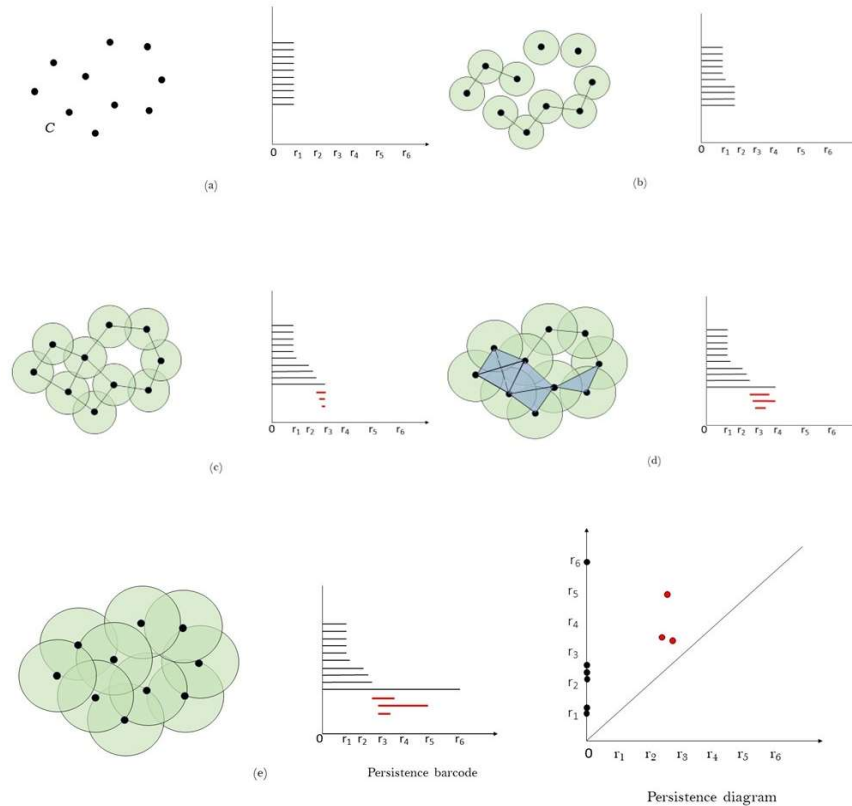 C
0 r₁ r₂ r₃ r₄ r₅ r₆
(a)
0 r₁ r₂ r₃ r₄ r₅ r₆
(b)
0 r₁ r₂ r₃ r₄ r₅ r₆
(c)
0 r₁ r₂ r₃ r₄ r₅ r₆
(d)
0 r₁ r₂ r₃ r₄ r₅ r₆
(e)
Persistence barcode
r₆
r₅
r₄
r₃
r₂
r₁
0 r₁ r₂ r₃ r₄ r₅ r₆
Persistence diagram